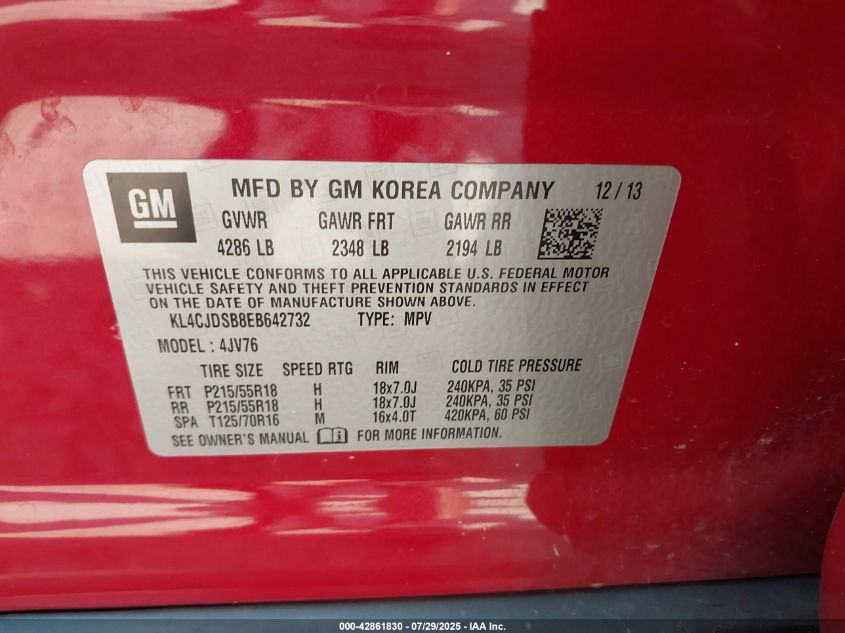 GM
MFD BY GM KOREA COMPANY 12/13
GVWR GAWR FRT GAWR RR
4286 LB 2348 LB 2194 LB
THIS VEHICLE CONFORMS TO ALL APPLICABLE U.S. FEDERAL MOTOR
VEHICLE SAFETY AND THEFT PREVENTION STANDARDS IN EFFECT
ON THE DATE OF MANUFACTURE SHOWN ABOVE.
KL4CJDSB8EB642732 TYPE: MPV
MODEL : 4JV76
TIRE SIZE SPEED RTG RIM COLD TIRE PRESSURE
FRT P215/55R18 H 18x7.0J 240KPA, 35 PSI
RR P215/55R18 H 18x7.0J 240KPA, 35 PSI
SPA T125/70R16 M 16x4.0T 420KPA, 60 PSI
SEE OWNER'S MANUAL FOR MORE INFORMATION.
000-42861830 - 07/29/2025 - IAA Inc.